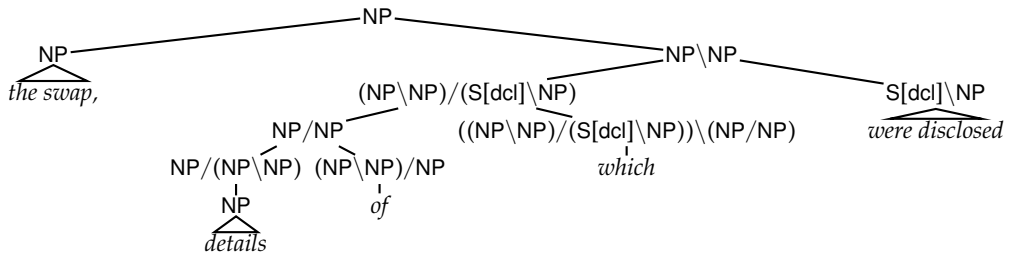 NP
NP NP\NP
the swap, (NP\NP)/(S[dcl]\NP) S[dcl]\NP
NP/NP ((NP\NP)/(S[dcl]\NP))\(NP/NP) were disclosed
NP/(NP\NP) (NP\NP)/NP which
NP of
details